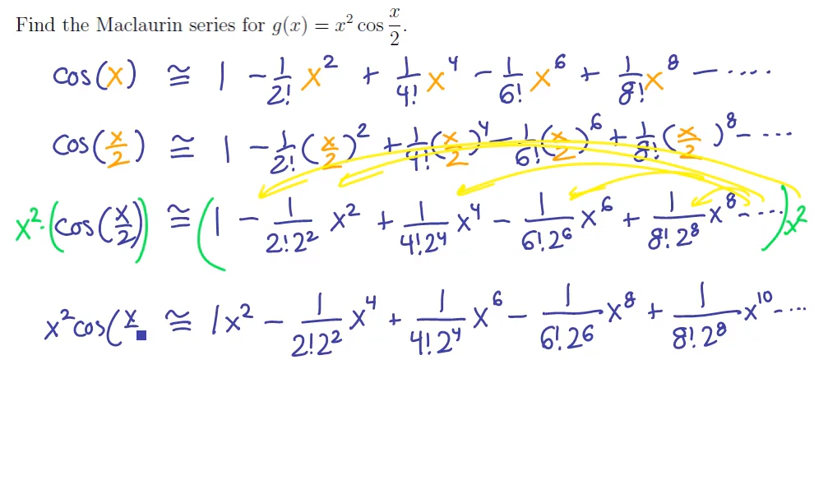 Find the Maclaurin series for g(x) = x² cos x/2.
cos(x) ≅ 1 - 1/2! x² + 1/4! x⁴ - 1/6! x⁶ + 1/8! x⁸ - ....
cos(x/2) ≅ 1 - 1/2! (x/2)² + 1/4! (x/2)⁴ - 1/6! (x/2)⁶ + 1/8! (x/2)⁸ - ...
x²·(cos(x/2)) ≅ (1 - 1/2!2² x² + 1/4!2⁴ x⁴ - 1/6!2⁶ x⁶ + 1/8!2⁸ x⁸ - ...)x²
x²cos(x ≅ 1x² - 1/2!2² x⁴ + 1/4!2⁴ x⁶ - 1/6!26 x⁸ + 1/8!2⁸ x¹⁰ - ...